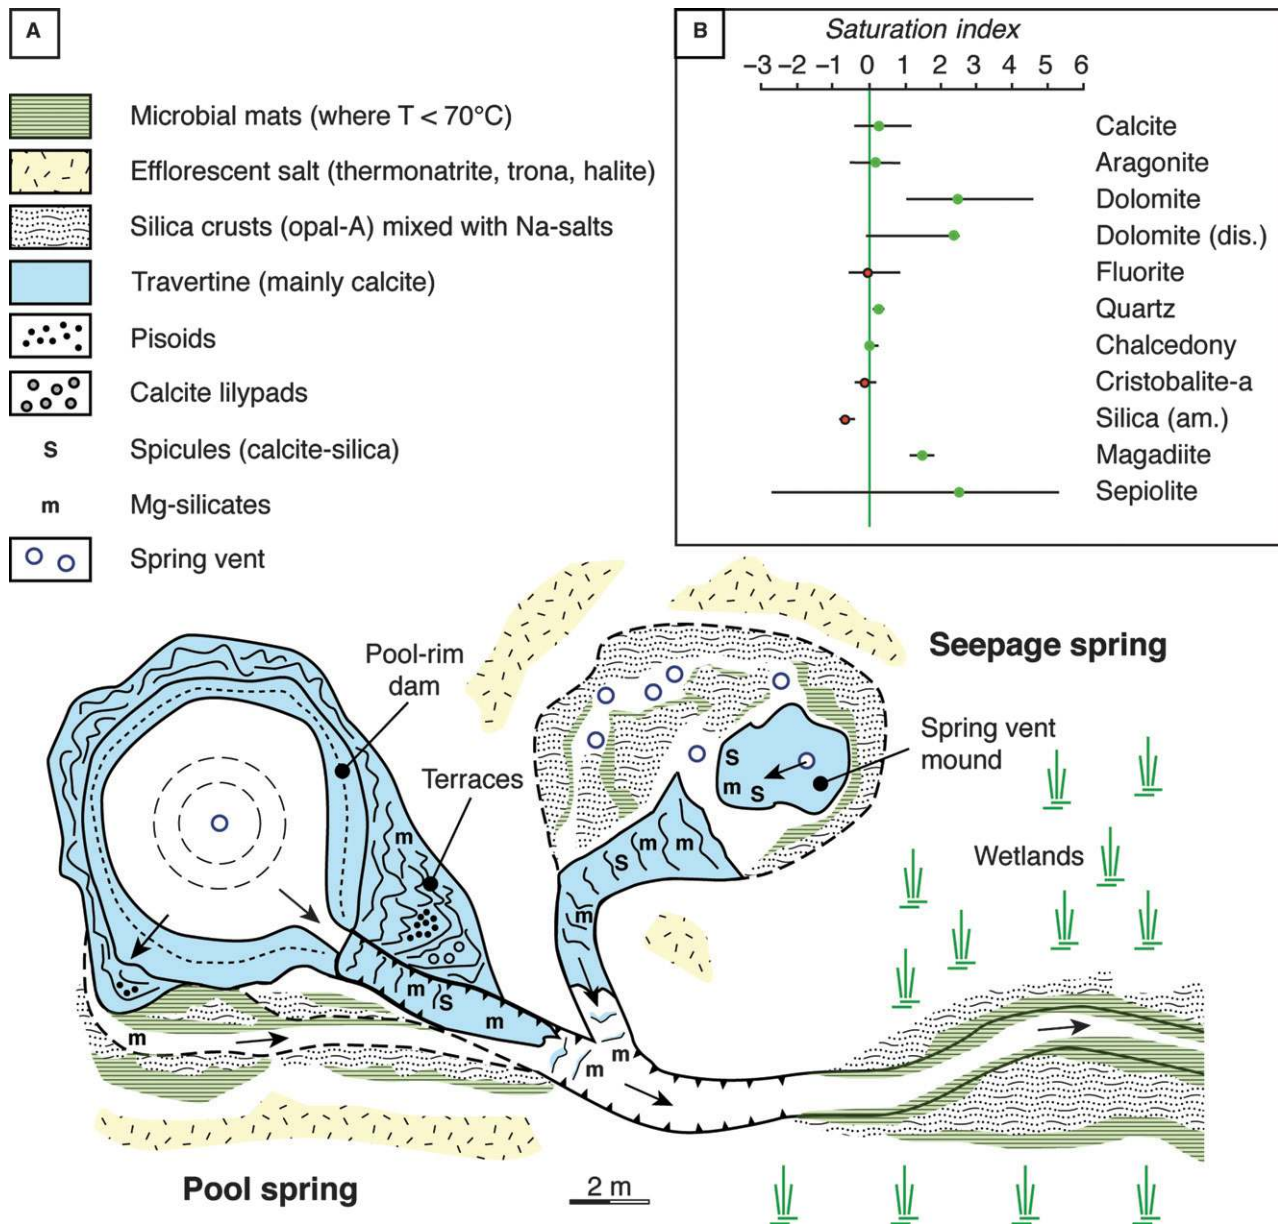 A
Microbial mats (where T < 70°C)
Efflorescent salt (thermonatrite, trona, halite)
Silica crusts (opal-A) mixed with Na-salts
Travertine (mainly calcite)
Pisoids
Calcite lilypads
S Spicules (calcite-silica)
m Mg-silicates
Spring vent
B
Saturation index
–3 –2 –1 0 1 2 3 4 5 6
Calcite
Aragonite
Dolomite
Dolomite (dis.)
Fluorite
Quartz
Chalcedony
Cristobalite-a
Silica (am.)
Magadiite
Sepiolite
Pool-rim
dam
Terraces
m
m
S
m
m
Seepage spring
Spring vent
mound
S
m
S
m
m
S
m
m
m
Wetlands
Pool spring
2 m